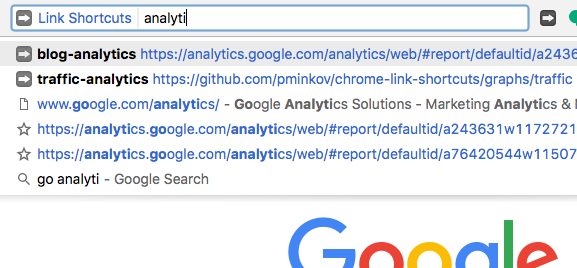 Link Shortcuts analyti
blog-analytics https://analytics.google.com/analytics/web/#report/defaultid/a2436
traffic-analytics https://github.com/pminkov/chrome-link-shortcuts/graphs/traffic
www.google.com/analytics/ - Google Analytics Solutions - Marketing Analytics &
https://analytics.google.com/analytics/web/#report/defaultid/a243631w1172721
https://analytics.google.com/analytics/web/#report/defaultid/a76420544w11507
go analyti - Google Search
Google